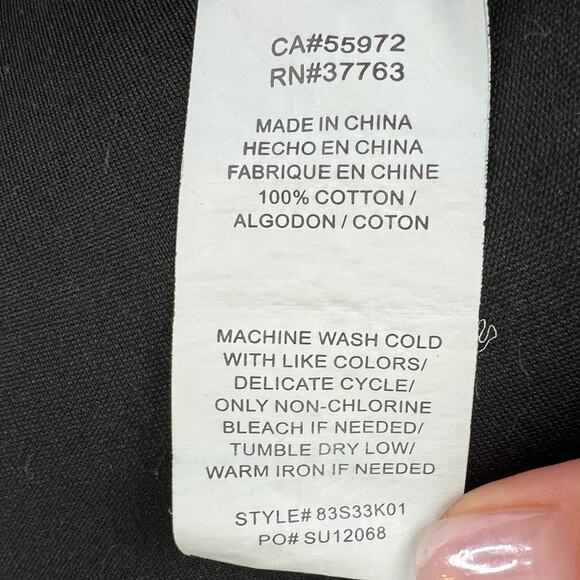 CA#55972
RN#37763
MADE IN CHINA
HECHO EN CHINA
FABRIQUE EN CHINE
100% COTTON /
ALGODON / COTON
MACHINE WASH COLD
WITH LIKE COLORS/
DELICATE CYCLE/
ONLY NON-CHLORINE
BLEACH IF NEEDED/
TUMBLE DRY LOW/
WARM IRON IF NEEDED
STYLE# 83S33K01
PO# SU12068